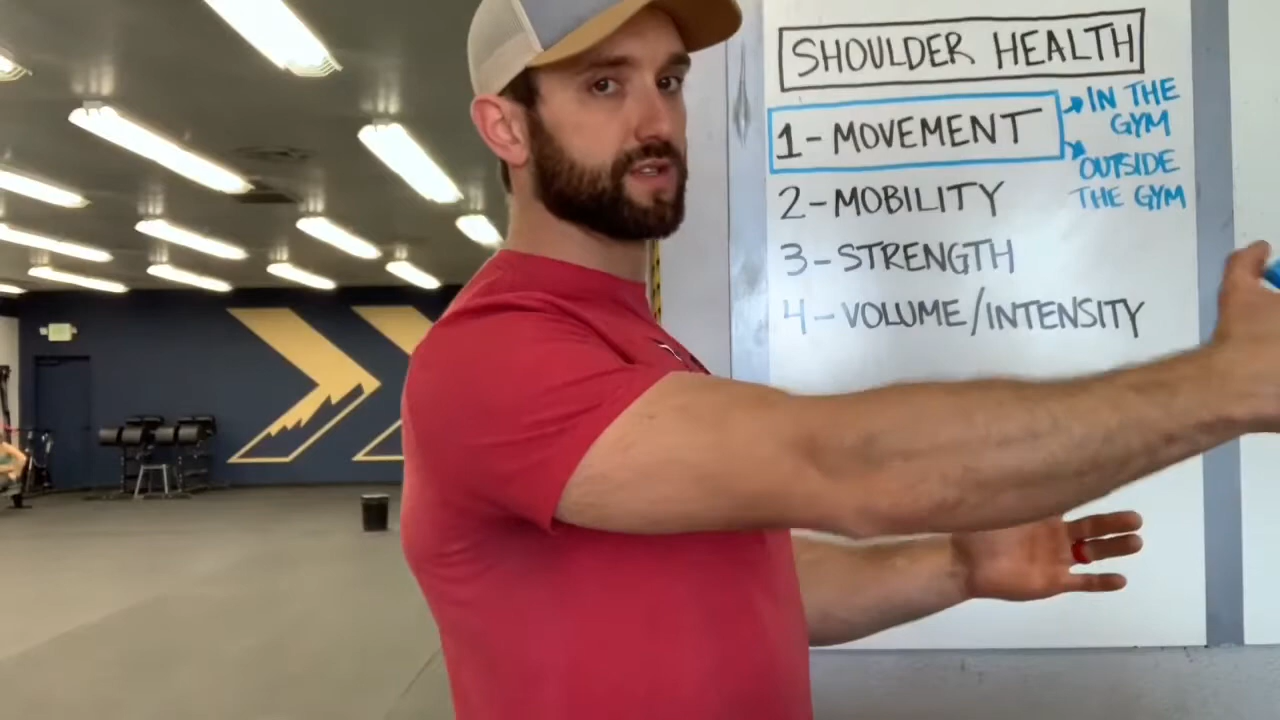 SHOULDER HEALTH
1-MOVEMENT
IN THE
GYM
OUTSIDE
THE GYM
2-MOBILITY
3-STRENGTH
4-VOLUME/INTENSITY